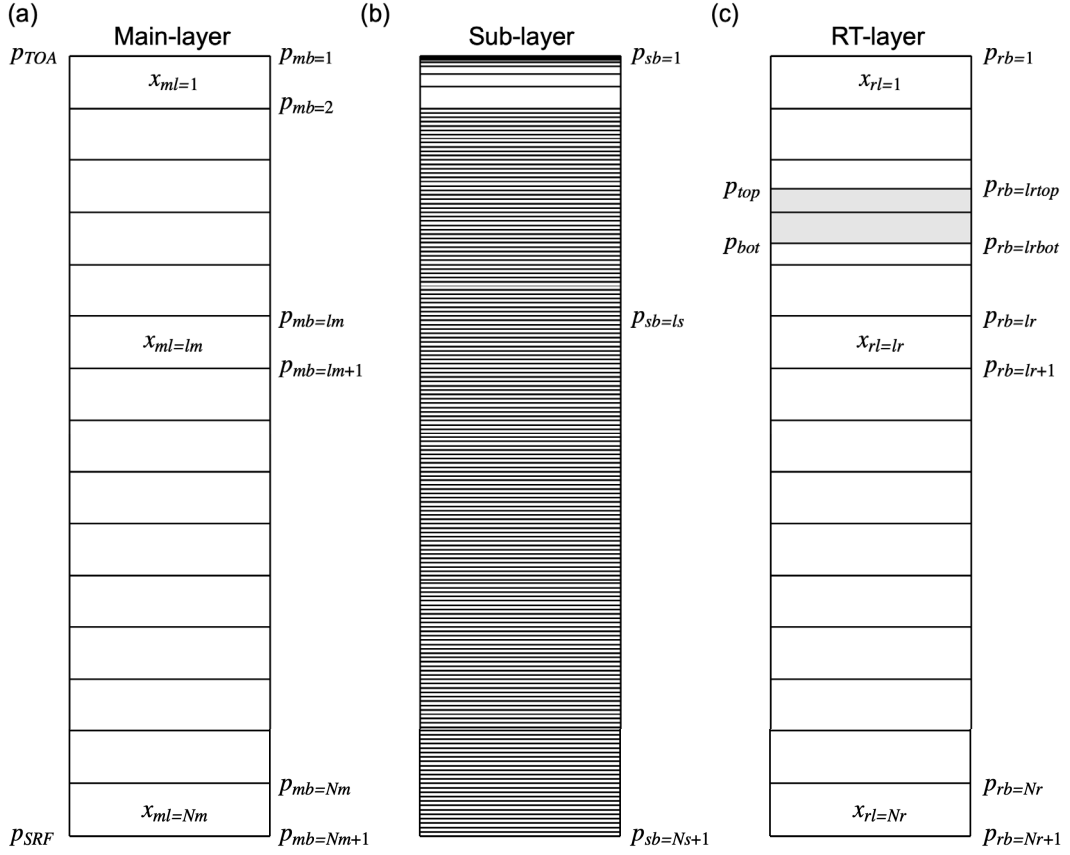 (a)
(b)
(c)
Main-layer
Sub-layer
RT-layer
p_TOA
p_mb=1
p_sb=1
p_rb=1
x_ml=1
x_rl=1
p_mb=2
p_top
p_rb=lrtop
p_bot
p_rb=lrbot
p_mb=lm
p_sb=ls
p_rb=lr
x_ml=lm
x_rl=lr
p_mb=lm+1
p_rb=lr+1
p_mb=Nm
p_rb=Nr
x_ml=Nm
x_rl=Nr
p_SRF
p_mb=Nm+1
p_sb=Ns+1
p_rb=Nr+1